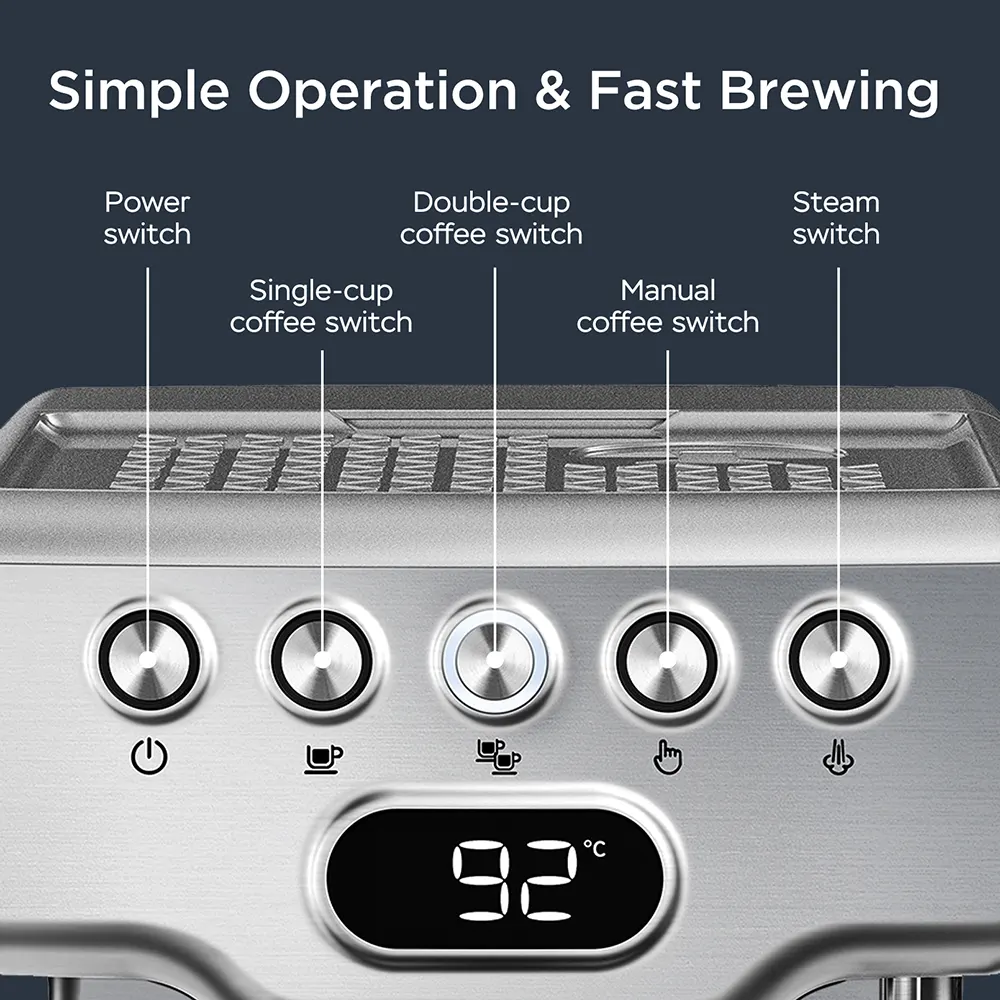 Simple Operation & Fast Brewing
Power
switch
Double-cup
coffee switch
Steam
switch
Single-cup
coffee switch
Manual
coffee switch
92 °C